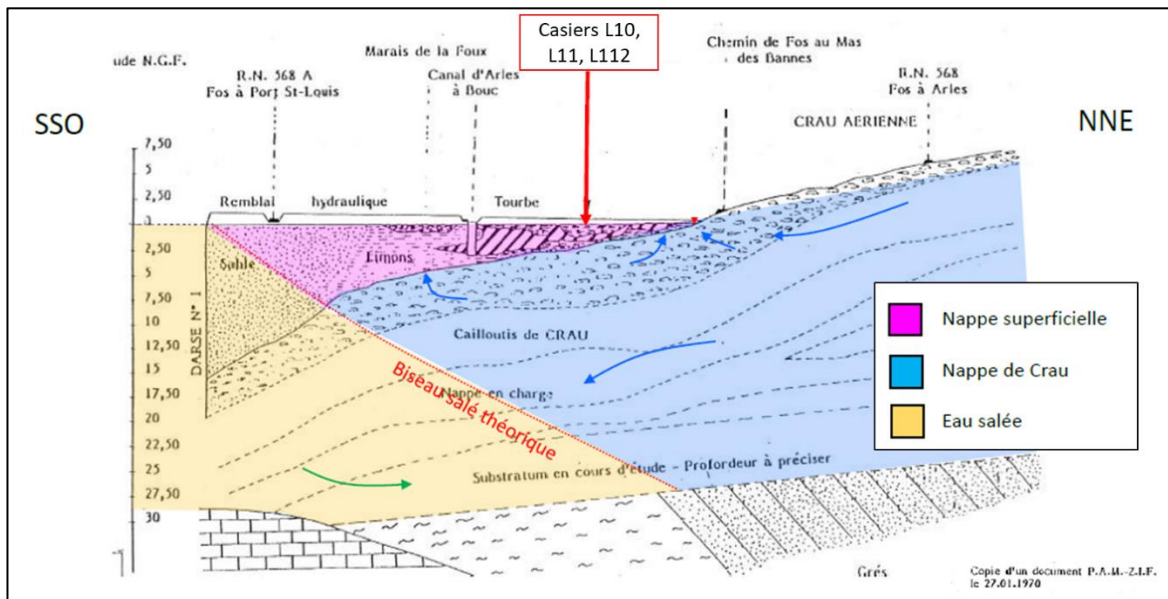 Casiers L10,
L11, L112
ude N.G.F.
Marais de la Foux
Chemin de Fos au Mas
des Bannes
R.N. 568 A
Fos à Port St-Louis
Canal d'Arles
à Bouc
R.N. 568
Fos à Arles
SSO
CRAU AERIENNE
NNE
7,50
5
2,50
0
2,50
5
7,50
10
12,50
15
17,50
20
22,50
25
27,50
30
Remblai
hydraulique
Tourbe
Sable
Limons
DARSE N° 1
Cailloutis de CRAU
Nappe en charge
Biseau salé théorique
Substratum en cours d'étude - Profondeur à préciser
Grés
Nappe superficielle
Nappe de Crau
Eau salée
Copie d'un document P.A.M.-Z.I.F.
le 27.01.1970